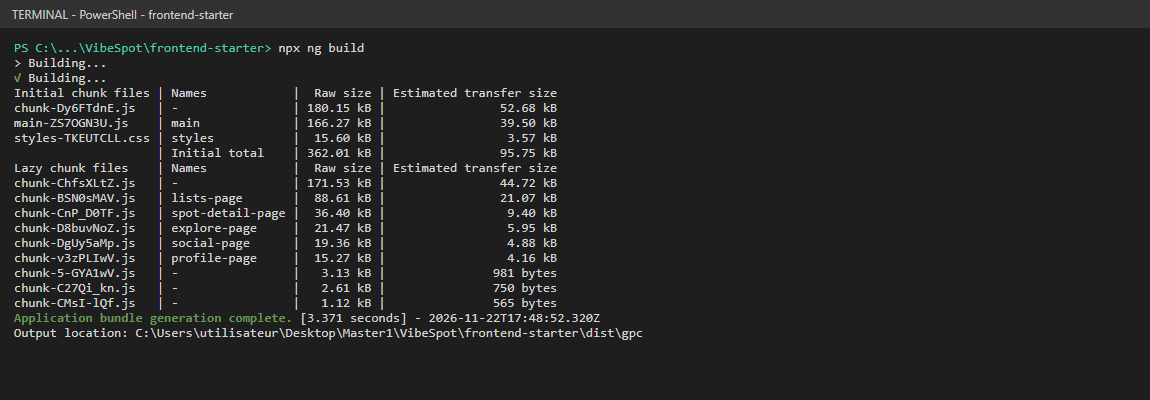 TERMINAL - PowerShell - frontend-starter
PS C:\...\VibeSpot\frontend-starter> npx ng build
> Building...
√ Building...
Initial chunk files | Names | Raw size | Estimated transfer size
chunk-Dy6FTdnE.js | - | 180.15 kB | 52.68 kB
main-ZS7OGN3U.js | main | 166.27 kB | 39.50 kB
styles-TKEUTCLL.css | styles | 15.60 kB | 3.57 kB
| Initial total | 362.01 kB | 95.75 kB
Lazy chunk files | Names | Raw size | Estimated transfer size
chunk-ChfsXLtZ.js | - | 171.53 kB | 44.72 kB
chunk-BSN0sMAV.js | lists-page | 88.61 kB | 21.07 kB
chunk-CnP_D0TF.js | spot-detail-page | 36.40 kB | 9.40 kB
chunk-D8buvNoZ.js | explore-page | 21.47 kB | 5.95 kB
chunk-DgUy5aMp.js | social-page | 19.36 kB | 4.88 kB
chunk-v3zPLIwV.js | profile-page | 15.27 kB | 4.16 kB
chunk-5-GYA1wV.js | - | 3.13 kB | 981 bytes
chunk-C27Qi_kn.js | - | 2.61 kB | 750 bytes
chunk-CMsI-lQf.js | - | 1.12 kB | 565 bytes
Application bundle generation complete. [3.371 seconds] - 2026-11-22T17:48:52.320Z
Output location: C:\Users\utilisateur\Desktop\Master1\VibeSpot\frontend-starter\dist\gpc